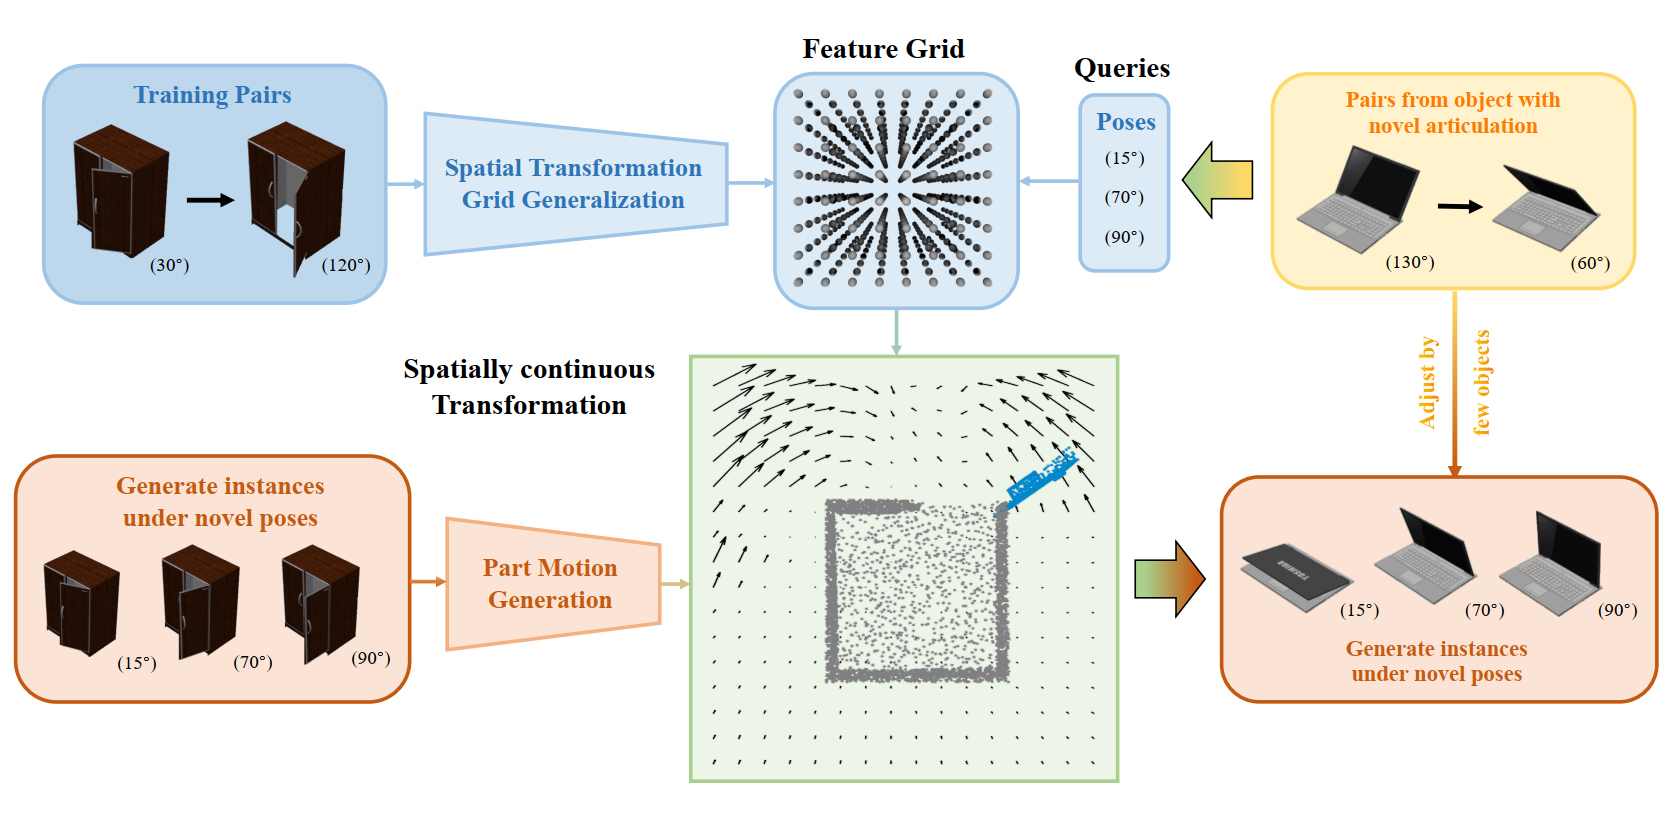 Feature Grid
Queries
Training Pairs
(30°)
(120°)
Spatial Transformation
Grid Generalization
Poses
(15°)
(70°)
(90°)
Pairs from object with
novel articulation
(130°)
(60°)
Adjust by
few objects
Spatially continuous
Transformation
Generate instances
under novel poses
(15°)
(70°)
(90°)
Part Motion
Generation
TOSHIBA
(15°)
(70°)
(90°)
Generate instances
under novel poses